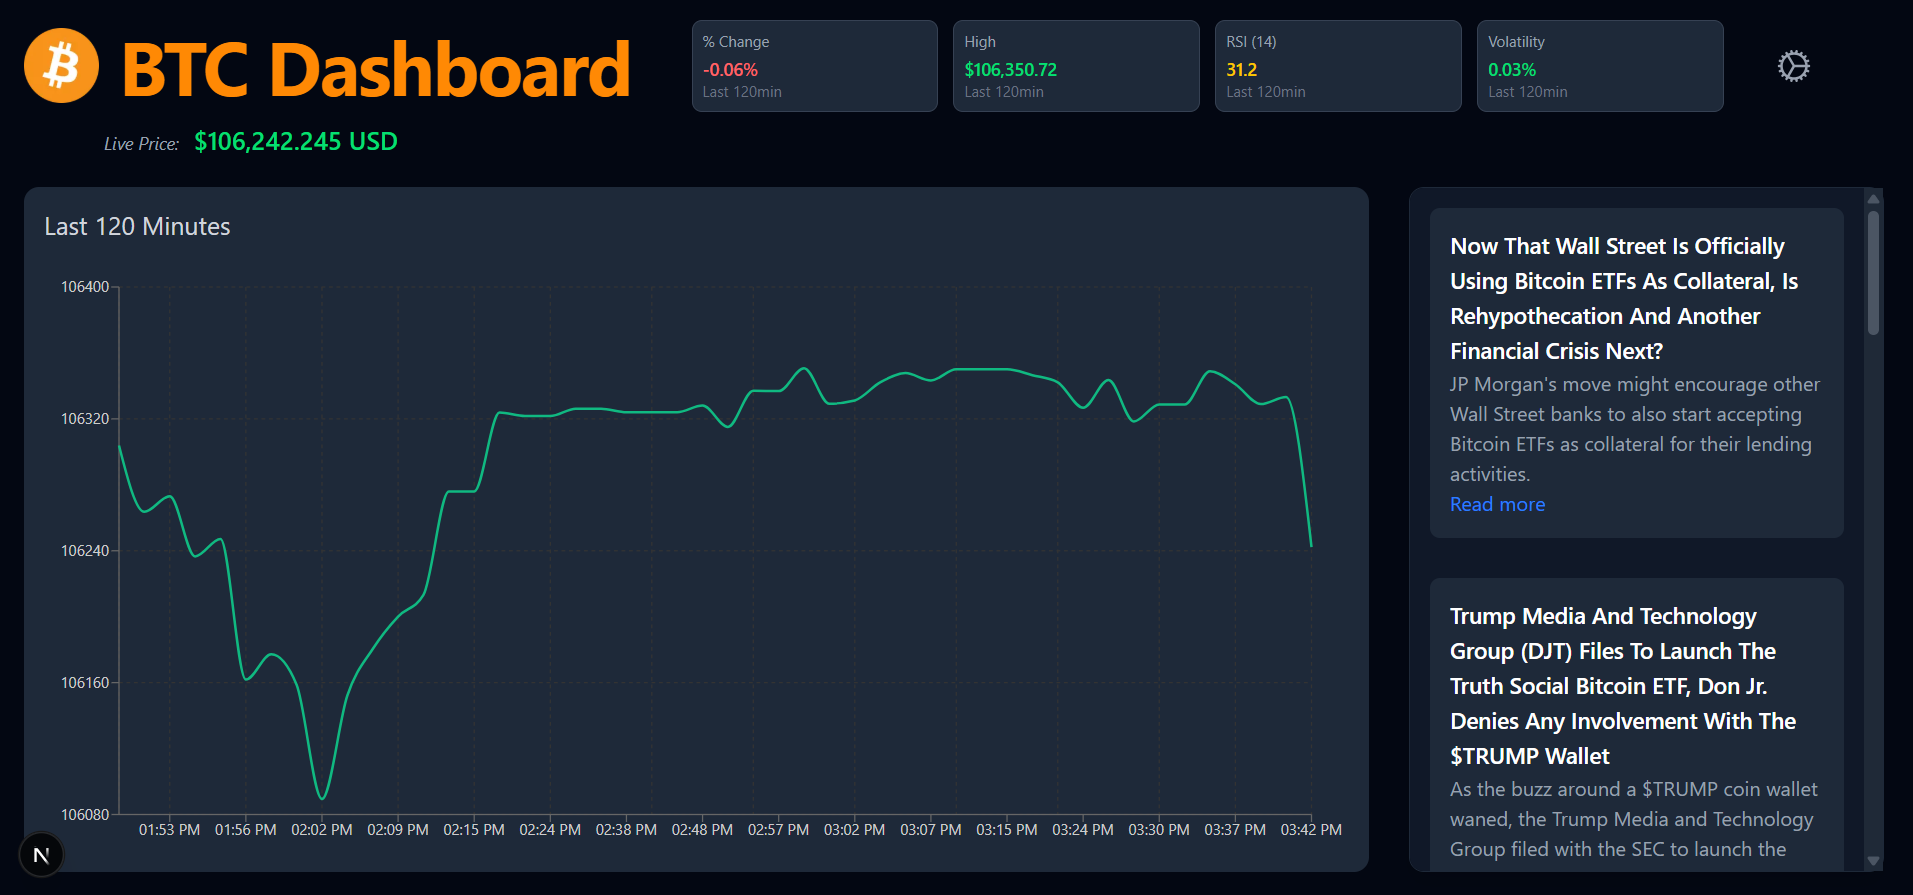 BTC Dashboard
Live Price: $106,242.245 USD
% Change
-0.06%
Last 120min
High
$106,350.72
Last 120min
RSI (14)
31.2
Last 120min
Volatility
0.03%
Last 120min
Last 120 Minutes
106400
106320
106240
106160
106080
01:53 PM 01:56 PM 02:02 PM 02:09 PM 02:15 PM 02:24 PM 02:38 PM 02:48 PM 02:57 PM 03:02 PM 03:07 PM 03:15 PM 03:24 PM 03:30 PM 03:37 PM 03:42 PM
N
Now That Wall Street Is Officially
Using Bitcoin ETFs As Collateral, Is
Rehypothecation And Another
Financial Crisis Next?
JP Morgan's move might encourage other
Wall Street banks to also start accepting
Bitcoin ETFs as collateral for their lending
activities.
Read more
Trump Media And Technology
Group (DJT) Files To Launch The
Truth Social Bitcoin ETF, Don Jr.
Denies Any Involvement With The
$TRUMP Wallet
As the buzz around a $TRUMP coin wallet
waned, the Trump Media and Technology
Group filed with the SEC to launch the